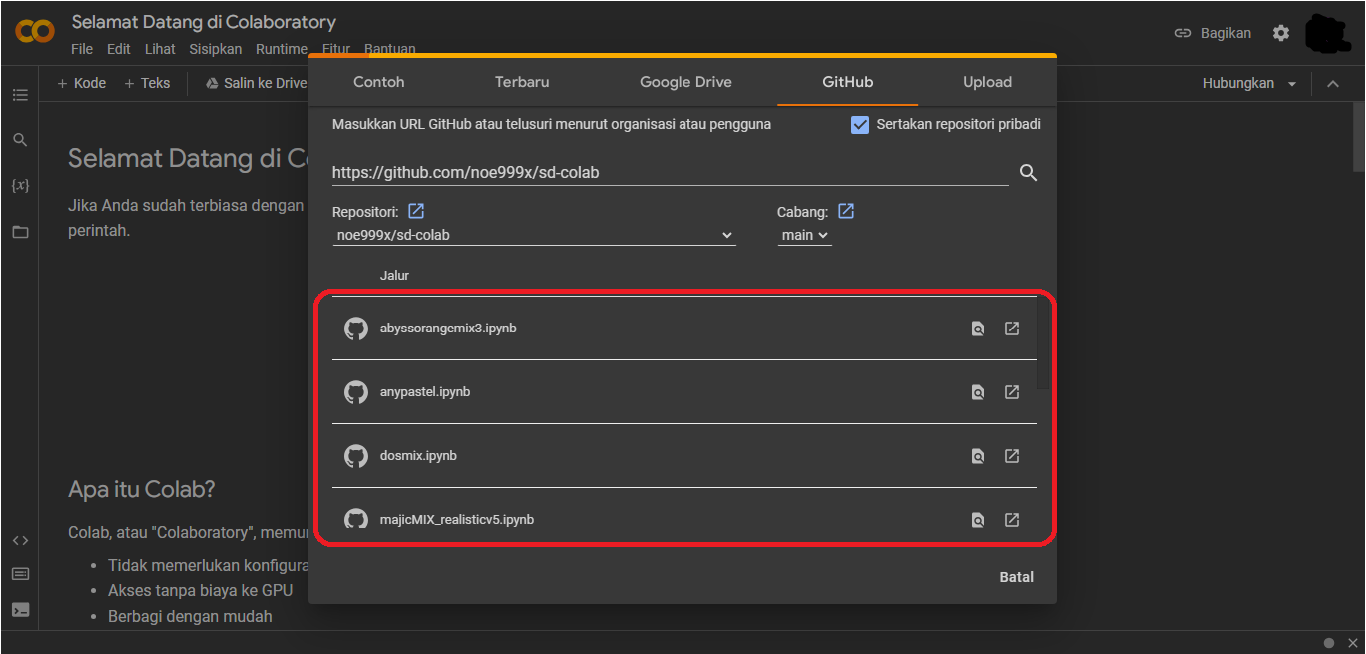 Selamat Datang di Colaboratory
File Edit Lihat Sisipkan Runtime Fitur Bantuan
Bagikan
+ Kode + Teks Salin ke Drive
Hubungkan
Contoh Terbaru Google Drive GitHub Upload
Masukkan URL GitHub atau telusuri menurut organisasi atau pengguna
Sertakan repositori pribadi
https://github.com/noe999x/sd-colab
Repositori: Cabang:
noe999x/sd-colab main
Jalur
abyssorangemix3.ipynb
anypastel.ipynb
dosmix.ipynb
majicMIX_realisticv5.ipynb
Batal
{x}
Selamat Datang di Co
Jika Anda sudah terbiasa dengan
perintah.
Apa itu Colab?
Colab, atau "Colaboratory", memu
• Tidak memerlukan konfigura
• Akses tanpa biaya ke GPU
• Berbagi dengan mudah